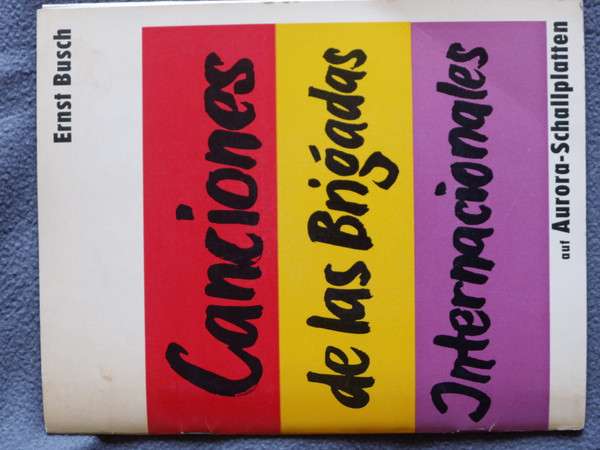 Ernst Busch
Canciones
de las Brigadas
Internacionales
auf Aurora-Schallplatten